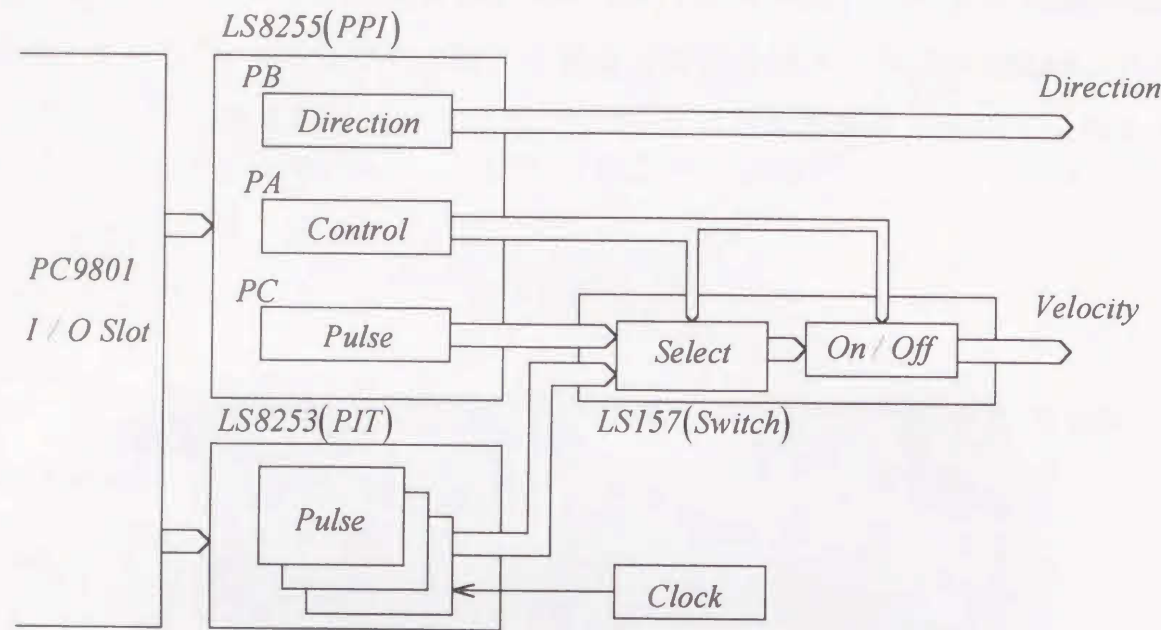 LS8255(PPI)
PB
Direction
Direction
PA
Control
PC9801
I/O Slot
PC
Pulse
Velocity
Select
On/Off
LS8253(PIT)
LS157(Switch)
Pulse
Clock